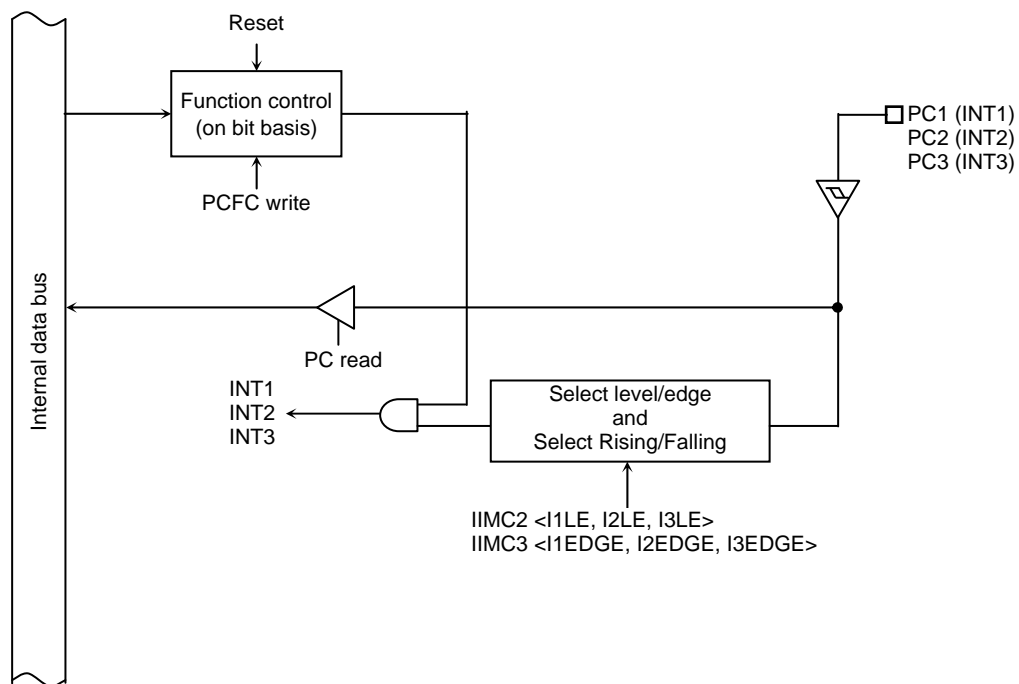 Reset
Function control
(on bit basis)
PCFC write
PC1 (INT1)
PC2 (INT2)
PC3 (INT3)
Internal data bus
PC read
INT1
INT2
INT3
Select level/edge
and
Select Rising/Falling
IIMC2 <I1LE, I2LE, I3LE>
IIMC3 <I1EDGE, I2EDGE, I3EDGE>